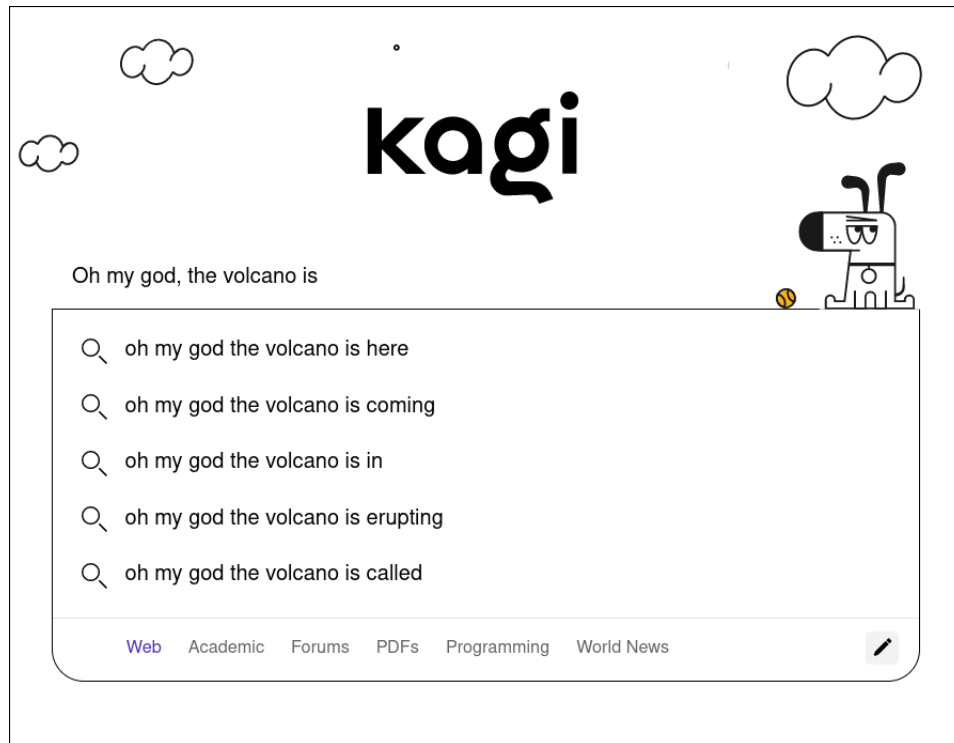 kagi
Oh my god, the volcano is
oh my god the volcano is here
oh my god the volcano is coming
oh my god the volcano is in
oh my god the volcano is erupting
oh my god the volcano is called
Web Academic Forums PDFs Programming World News